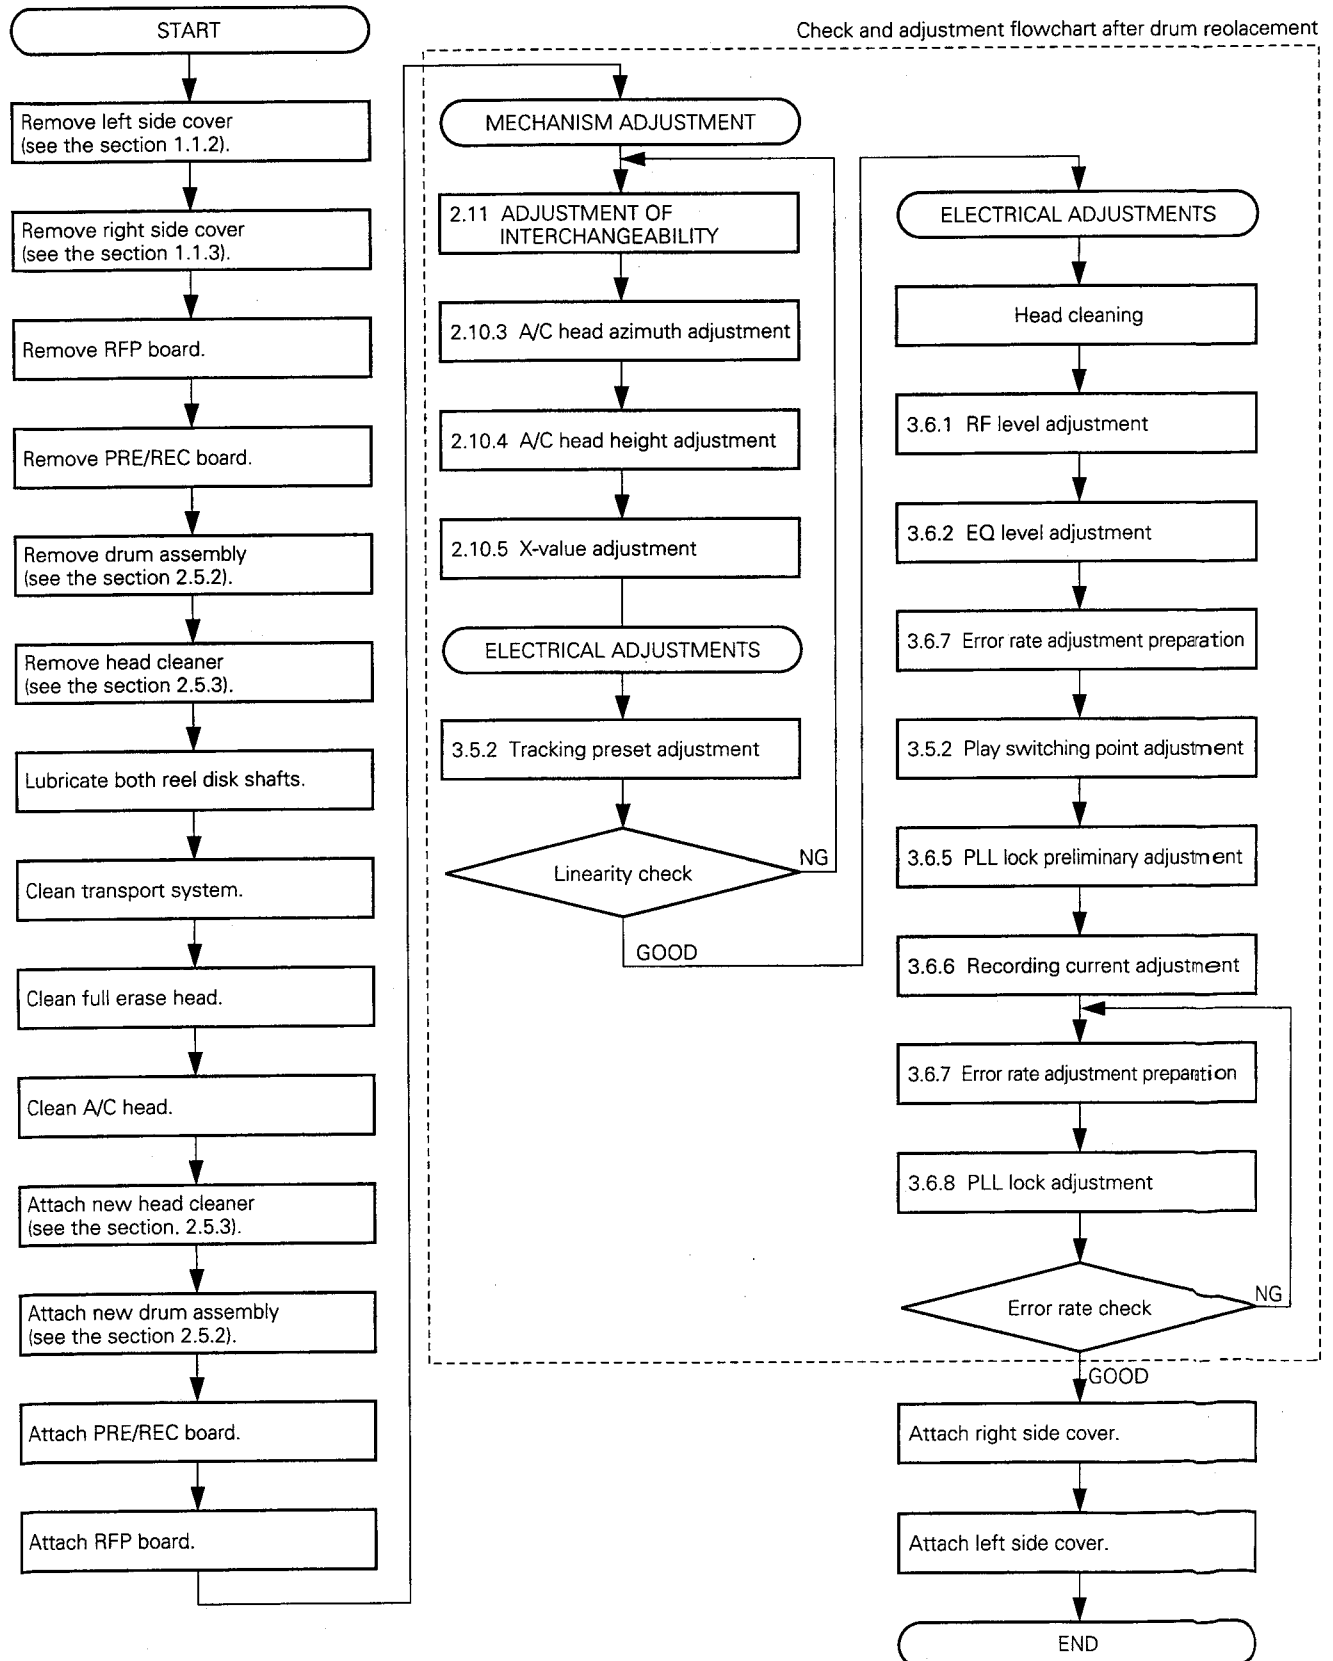 START
Remove left side cover
(see the section 1.1.2).
Remove right side cover
(see the section 1.1.3).
Remove RFP board.
Remove PRE/REC board.
Remove drum assembly
(see the section 2.5.2).
Remove head cleaner
(see the section 2.5.3).
Lubricate both reel disk shafts.
Clean transport system.
Clean full erase head.
Clean A/C head.
Attach new head cleaner
(see the section. 2.5.3).
Attach new drum assembly
(see the section 2.5.2).
Attach PRE/REC board.
Attach RFP board.
Check and adjustment flowchart after drum reolacement
MECHANISM ADJUSTMENT
2.11 ADJUSTMENT OF
INTERCHANGEABILITY
2.10.3 A/C head azimuth adjustment
2.10.4 A/C head height adjustment
2.10.5 X-value adjustment
ELECTRICAL ADJUSTMENTS
3.5.2 Tracking preset adjustment
Linearity check
NG
GOOD
ELECTRICAL ADJUSTMENTS
Head cleaning
3.6.1 RF level adjustment
3.6.2 EQ level adjustment
3.6.7 Error rate adjustment preparation
3.5.2 Play switching point adjustment
3.6.5 PLL lock preliminary adjustment
3.6.6 Recording current adjustment
3.6.7 Error rate adjustment preparation
3.6.8 PLL lock adjustment
Error rate check
NG
GOOD
Attach right side cover.
Attach left side cover.
END